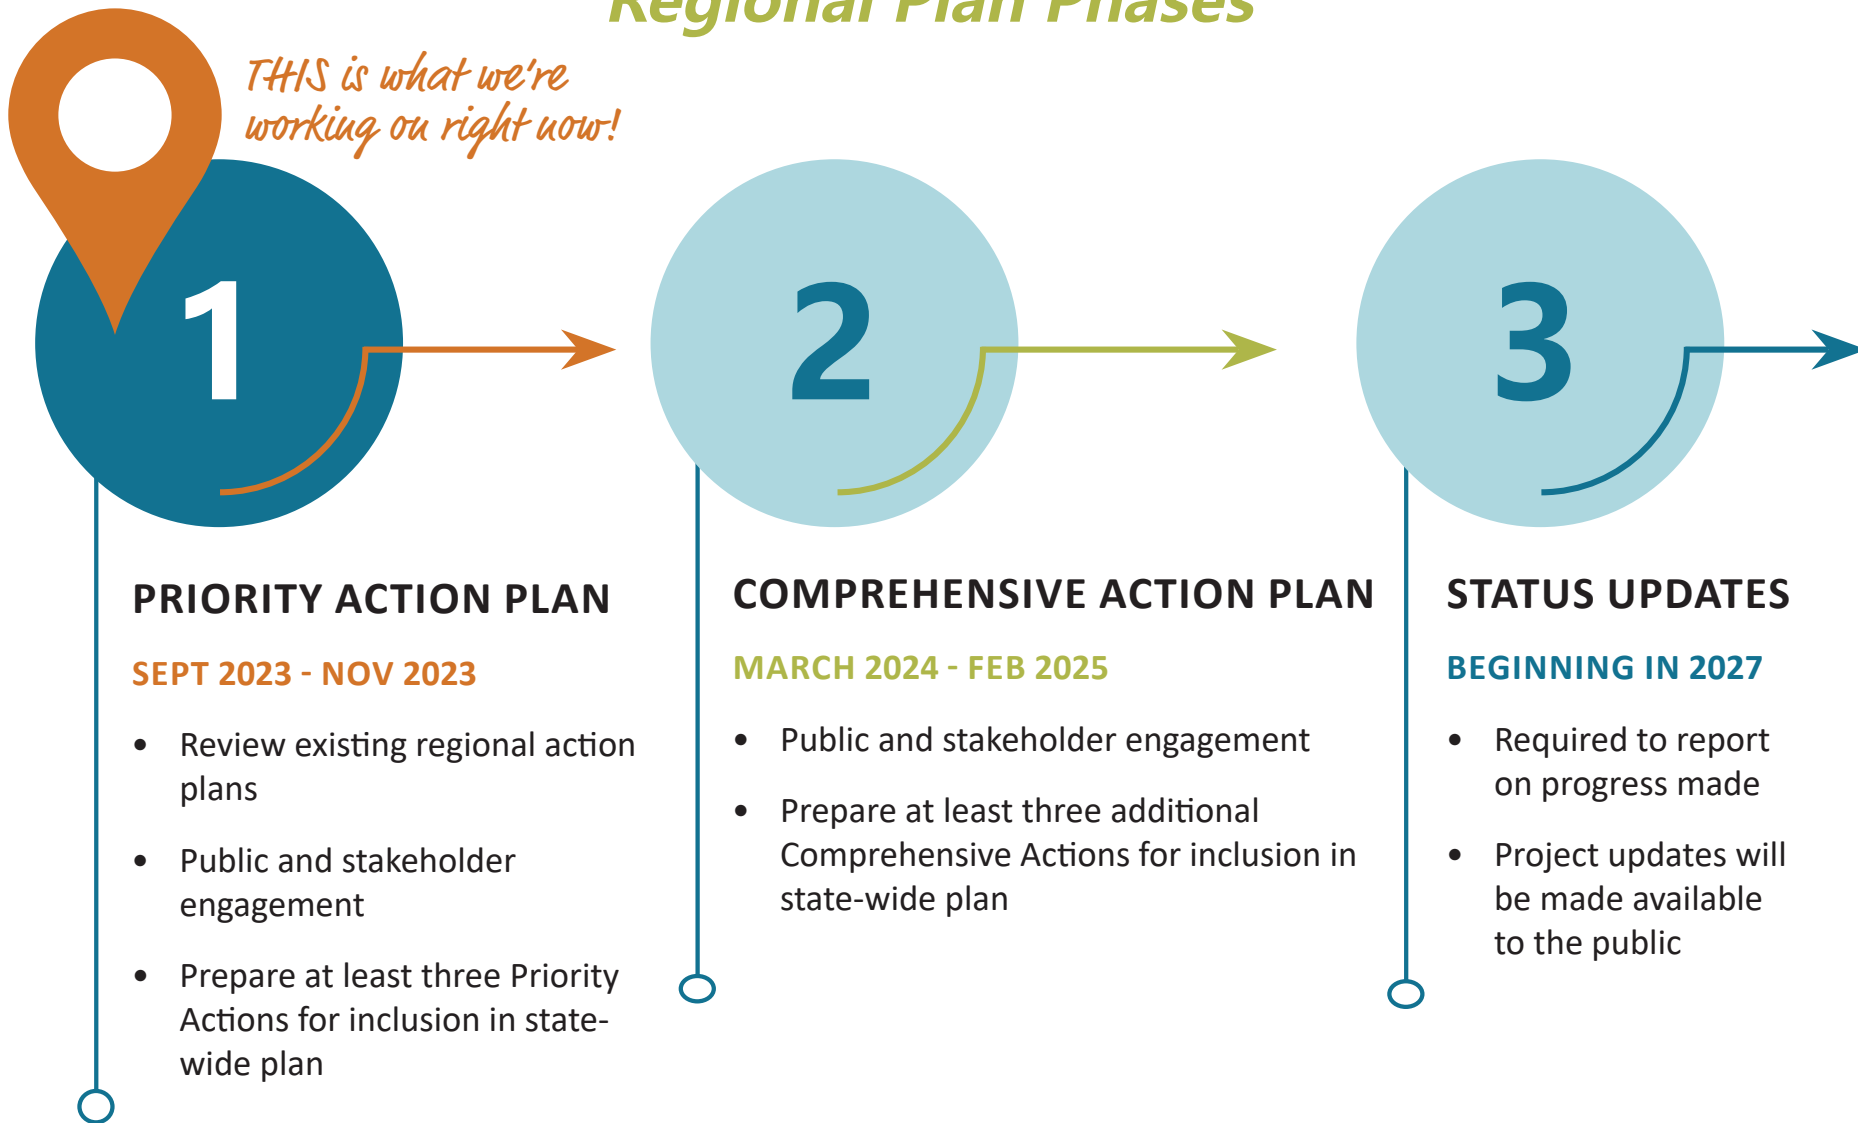 Regional Plan Phases
THIS is what we're
working on right now!
1
PRIORITY ACTION PLAN
SEPT 2023 - NOV 2023
• Review existing regional action
plans
• Public and stakeholder
engagement
• Prepare at least three Priority
Actions for inclusion in state-
wide plan
2
COMPREHENSIVE ACTION PLAN
MARCH 2024 - FEB 2025
• Public and stakeholder engagement
• Prepare at least three additional
Comprehensive Actions for inclusion in
state-wide plan
3
STATUS UPDATES
BEGINNING IN 2027
• Required to report
on progress made
• Project updates will
be made available
to the public